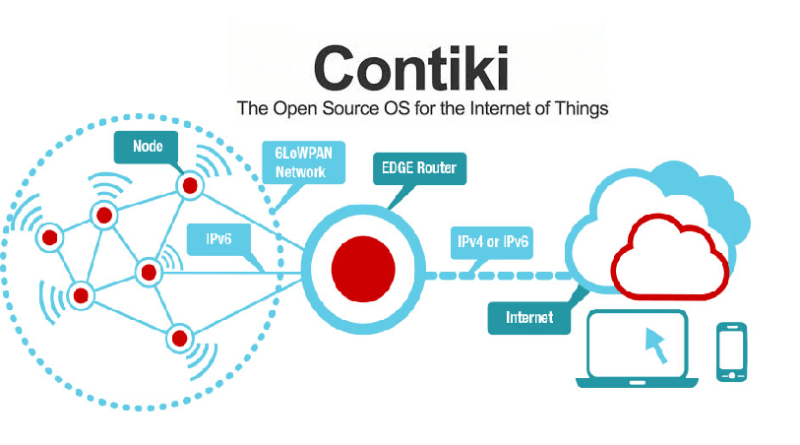 Contiki
The Open Source OS for the Internet of Things
Node
6LoWPAN
Network
EDGE Router
IPv6
IPv4 or IPv6
Internet